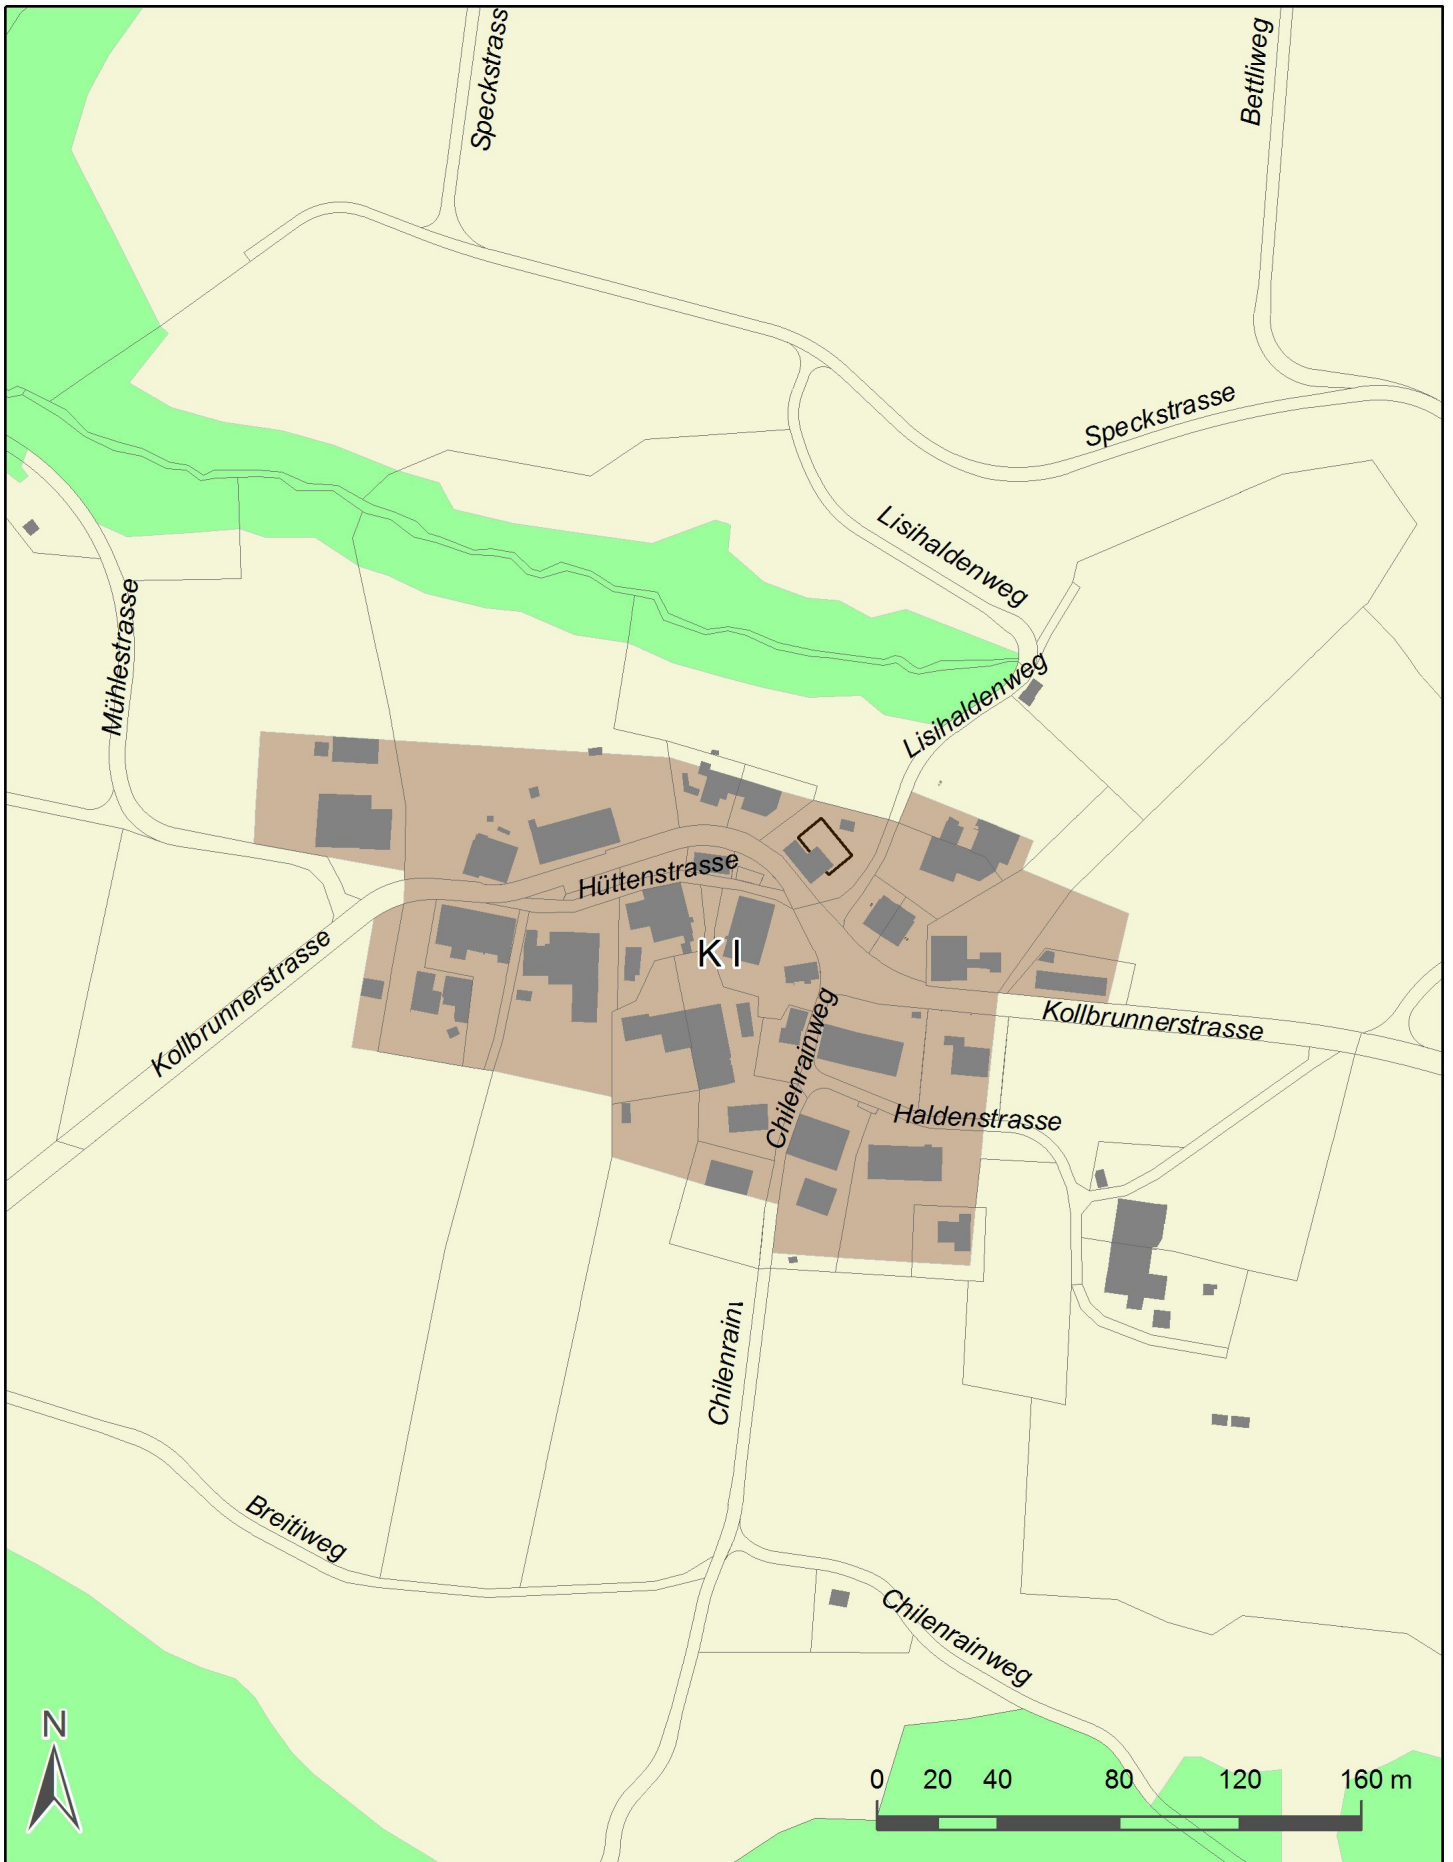 Speckstrass
Bettliweg
Speckstrasse
Lisihaldenweg
Mühlestrasse
Lisihaldenweg
Hüttenstrasse
K I
Kollbrunnerstrasse
Chilenrainweg
Kollbrunnerstrasse
Haldenstrasse
Chilenrain
Breitiweg
Chilenrainweg
N
0 20 40 80 120 160 m